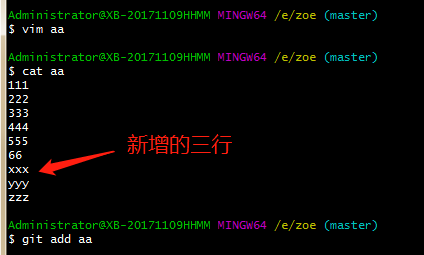 Administrator@XB-20171109HHMM MINGW64 /e/zoe (master)
$ vim aa
Administrator@XB-20171109HHMM MINGW64 /e/zoe (master)
$ cat aa
111
222
333
444
555
66
新增的三行
xxx
yyy
zzz
Administrator@XB-20171109HHMM MINGW64 /e/zoe (master)
$ git add aa